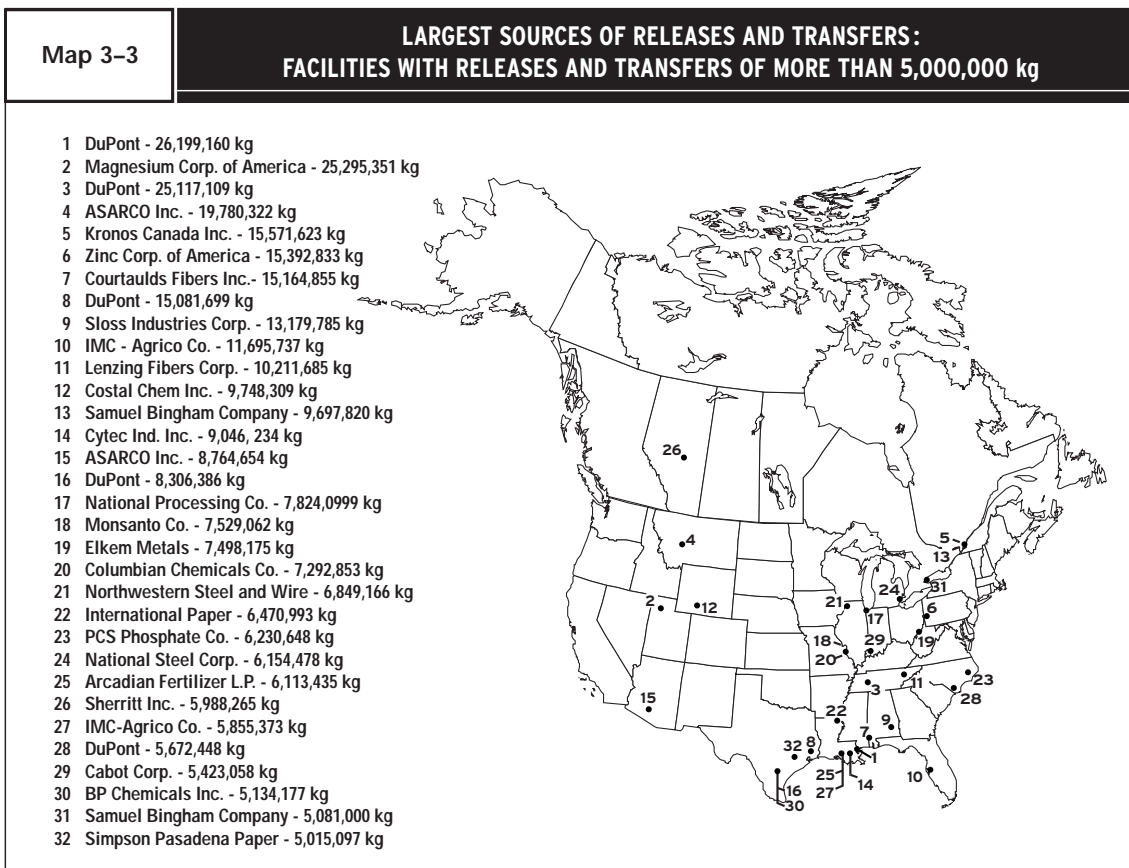 Map 3–3
LARGEST SOURCES OF RELEASES AND TRANSFERS:
FACILITIES WITH RELEASES AND TRANSFERS OF MORE THAN 5,000,000 kg
1 DuPont - 26,199,160 kg
2 Magnesium Corp. of America - 25,295,351 kg
3 DuPont - 25,117,109 kg
4 ASARCO Inc. - 19,780,322 kg
5 Kronos Canada Inc. - 15,571,623 kg
6 Zinc Corp. of America - 15,392,833 kg
7 Courtaulds Fibers Inc.- 15,164,855 kg
8 DuPont - 15,081,699 kg
9 Sloss Industries Corp. - 13,179,785 kg
10 IMC - Agrico Co. - 11,695,737 kg
11 Lenzing Fibers Corp. - 10,211,685 kg
12 Costal Chem Inc. - 9,748,309 kg
13 Samuel Bingham Company - 9,697,820 kg
14 Cytec Ind. Inc. - 9,046, 234 kg
15 ASARCO Inc. - 8,764,654 kg
16 DuPont - 8,306,386 kg
17 National Processing Co. - 7,824,0999 kg
18 Monsanto Co. - 7,529,062 kg
19 Elkem Metals - 7,498,175 kg
20 Columbian Chemicals Co. - 7,292,853 kg
21 Northwestern Steel and Wire - 6,849,166 kg
22 International Paper - 6,470,993 kg
23 PCS Phosphate Co. - 6,230,648 kg
24 National Steel Corp. - 6,154,478 kg
25 Arcadian Fertilizer L.P. - 6,113,435 kg
26 Sherritt Inc. - 5,988,265 kg
27 IMC-Agrico Co. - 5,855,373 kg
28 DuPont - 5,672,448 kg
29 Cabot Corp. - 5,423,058 kg
30 BP Chemicals Inc. - 5,134,177 kg
31 Samuel Bingham Company - 5,081,000 kg
32 Simpson Pasadena Paper - 5,015,097 kg
26
4
5
13
2
12
21
17
24
31
6
18
20
29
19
15
3
11
23
28
22
9
7
32
8
1
25
27
14
16
30
10